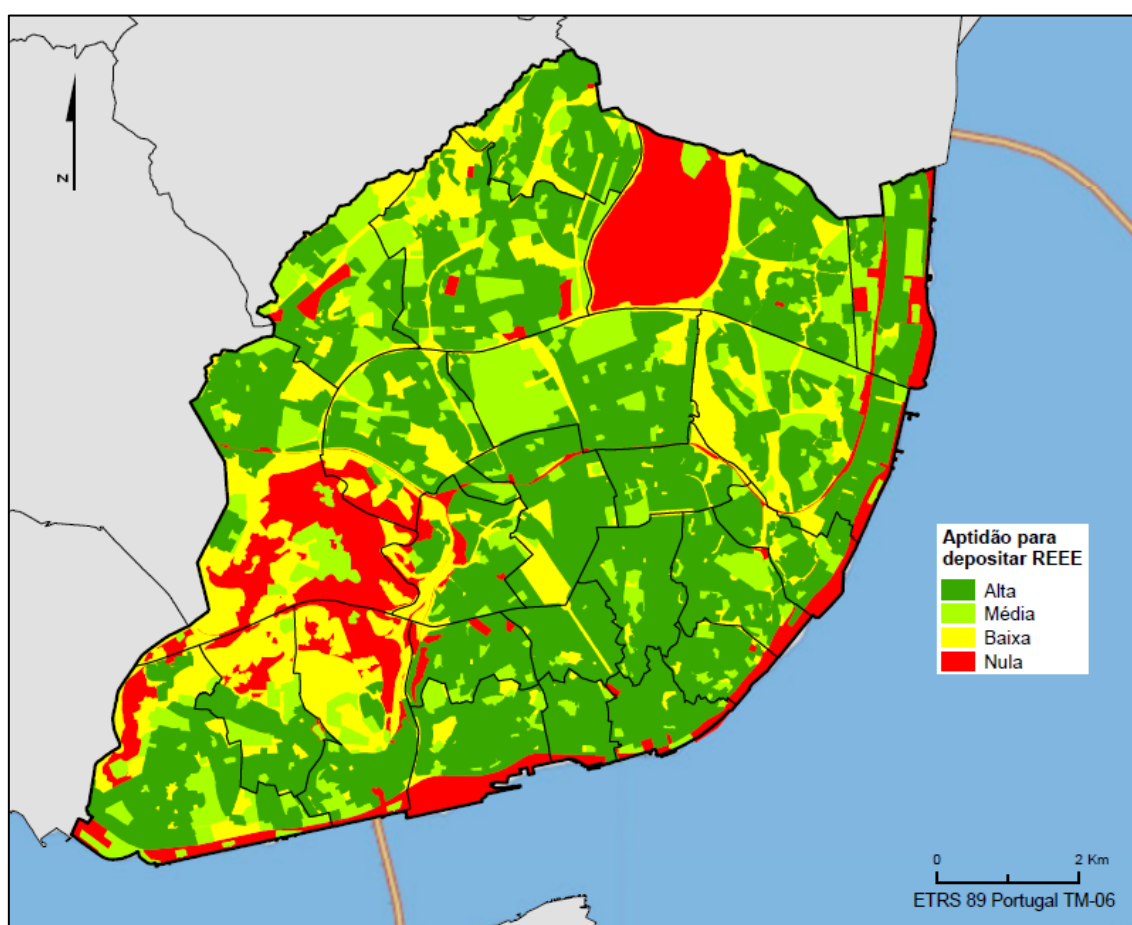 N
Aptidão para
depositar REEE
Alta
Média
Baixa
Nula
0 2 Km
ETRS 89 Portugal TM-06